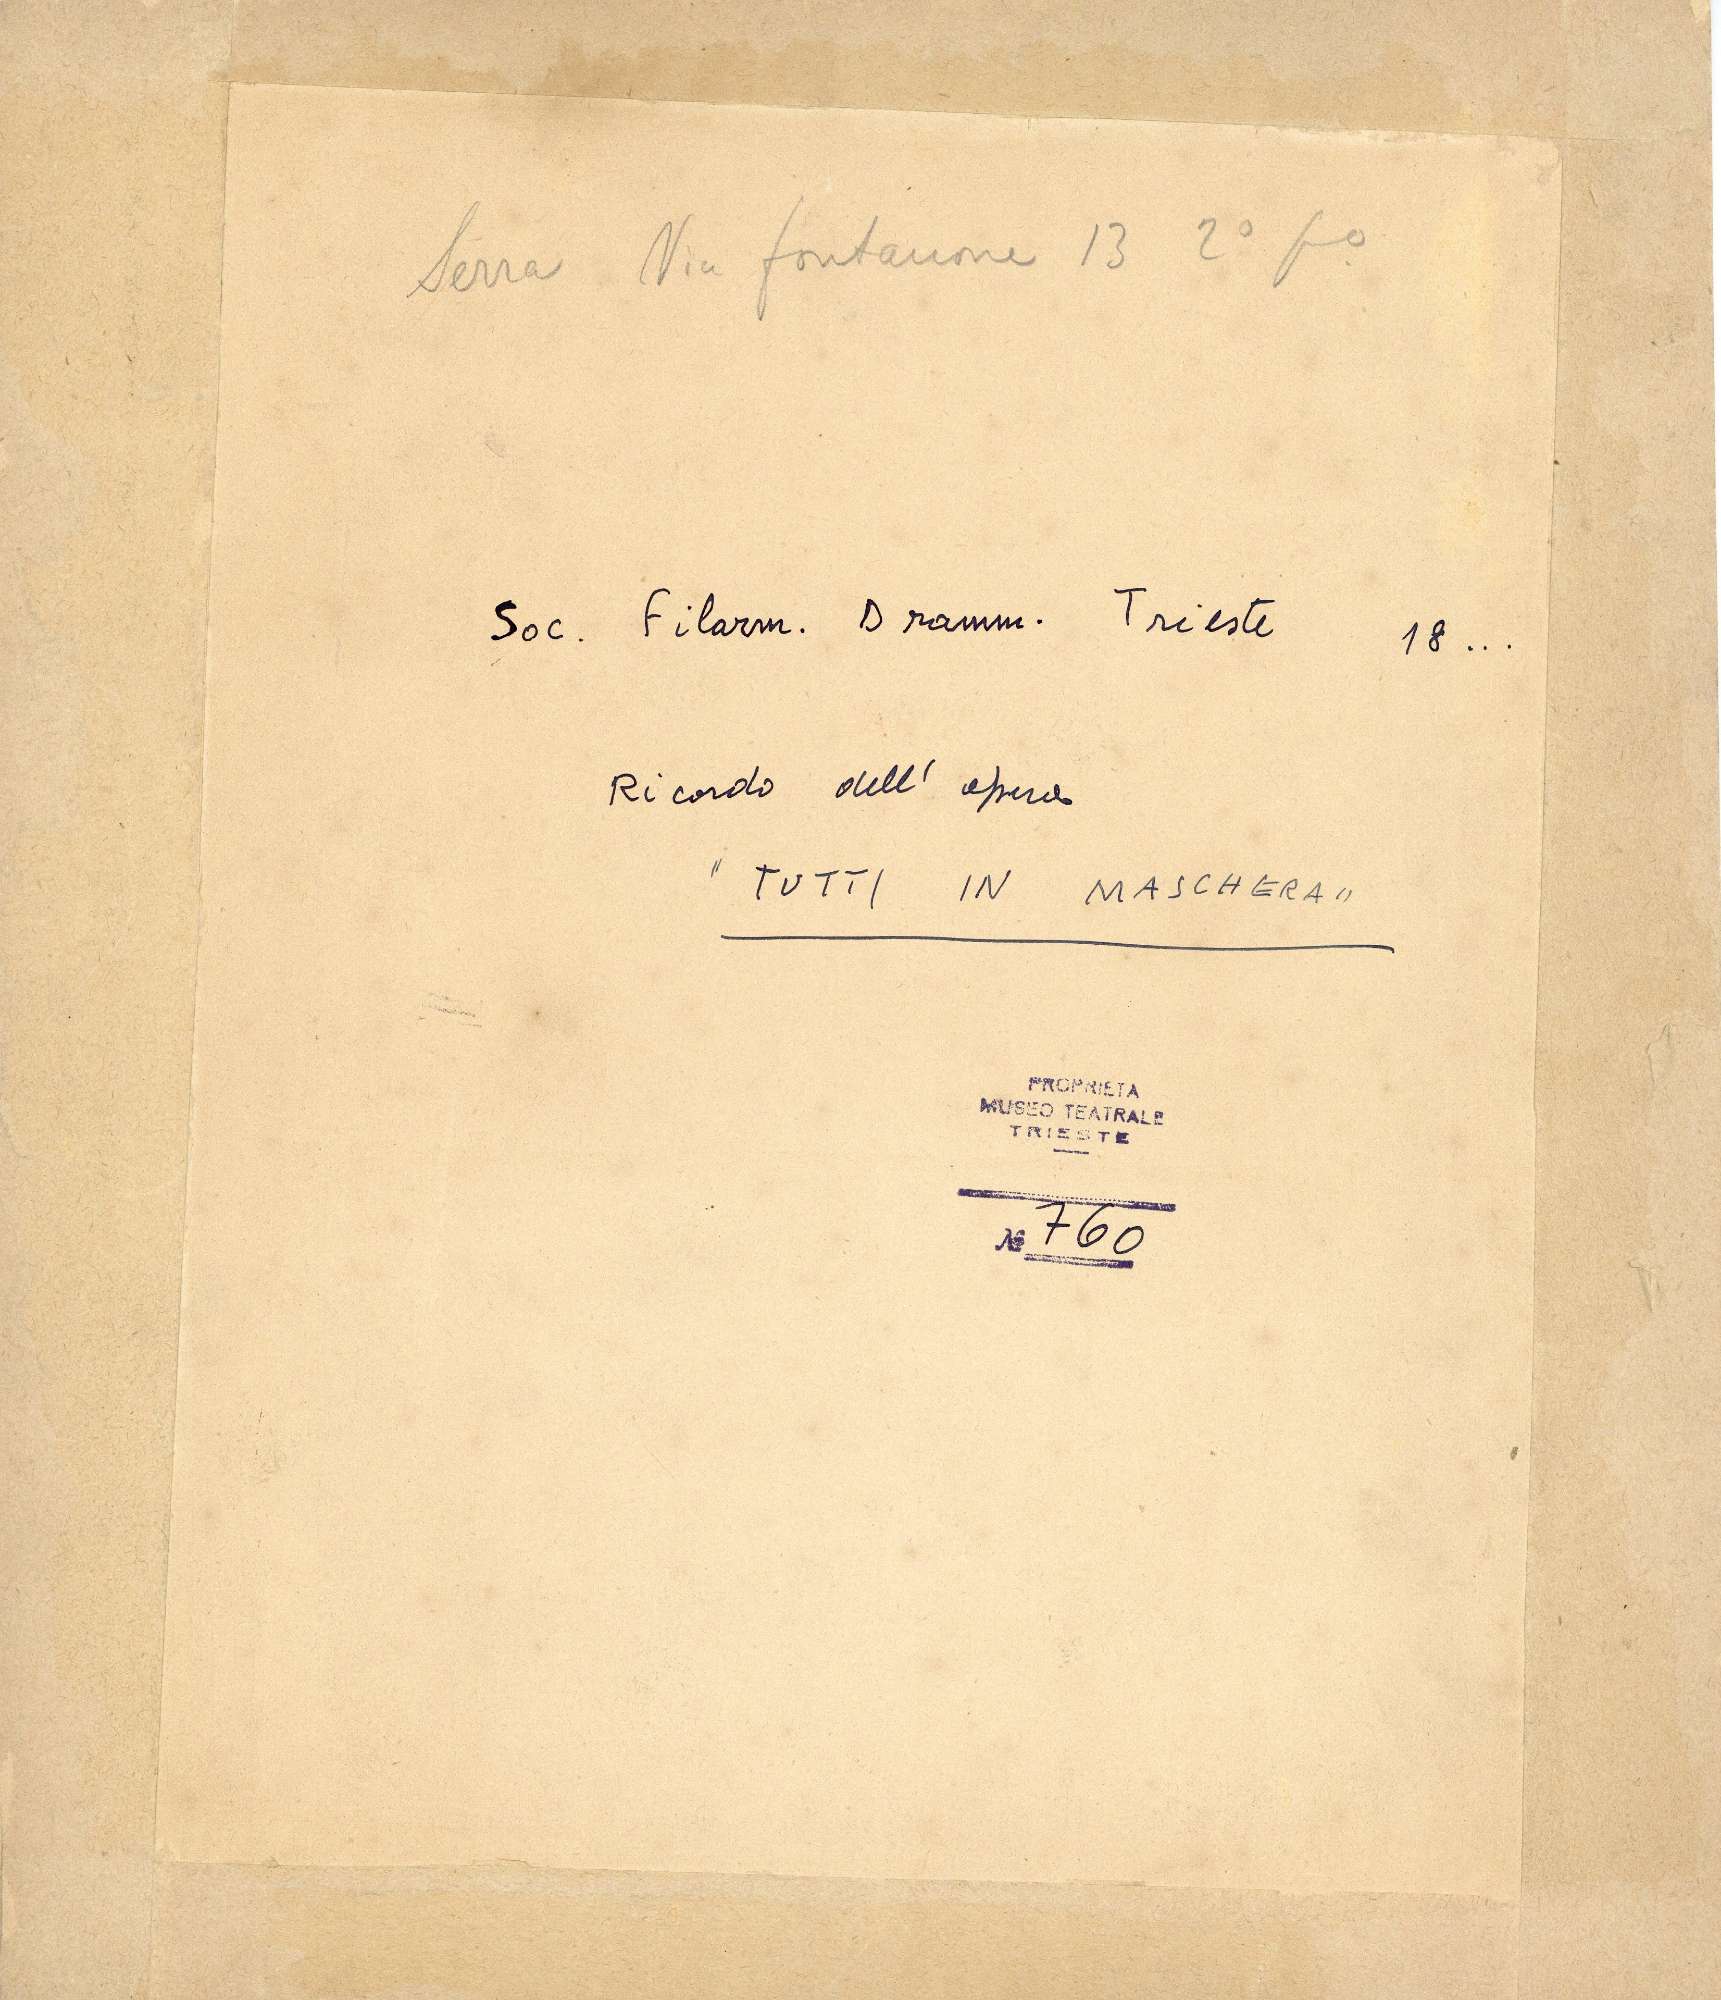 Serra Via fontanone 13 2° p.º
Soc. Filarm. Dramm. Trieste 18...
Ricordo dell' opera
"TUTTI IN MASCHERA"
PROPRIETA
MUSEO TEATRALE
TRIESTE
№ 760